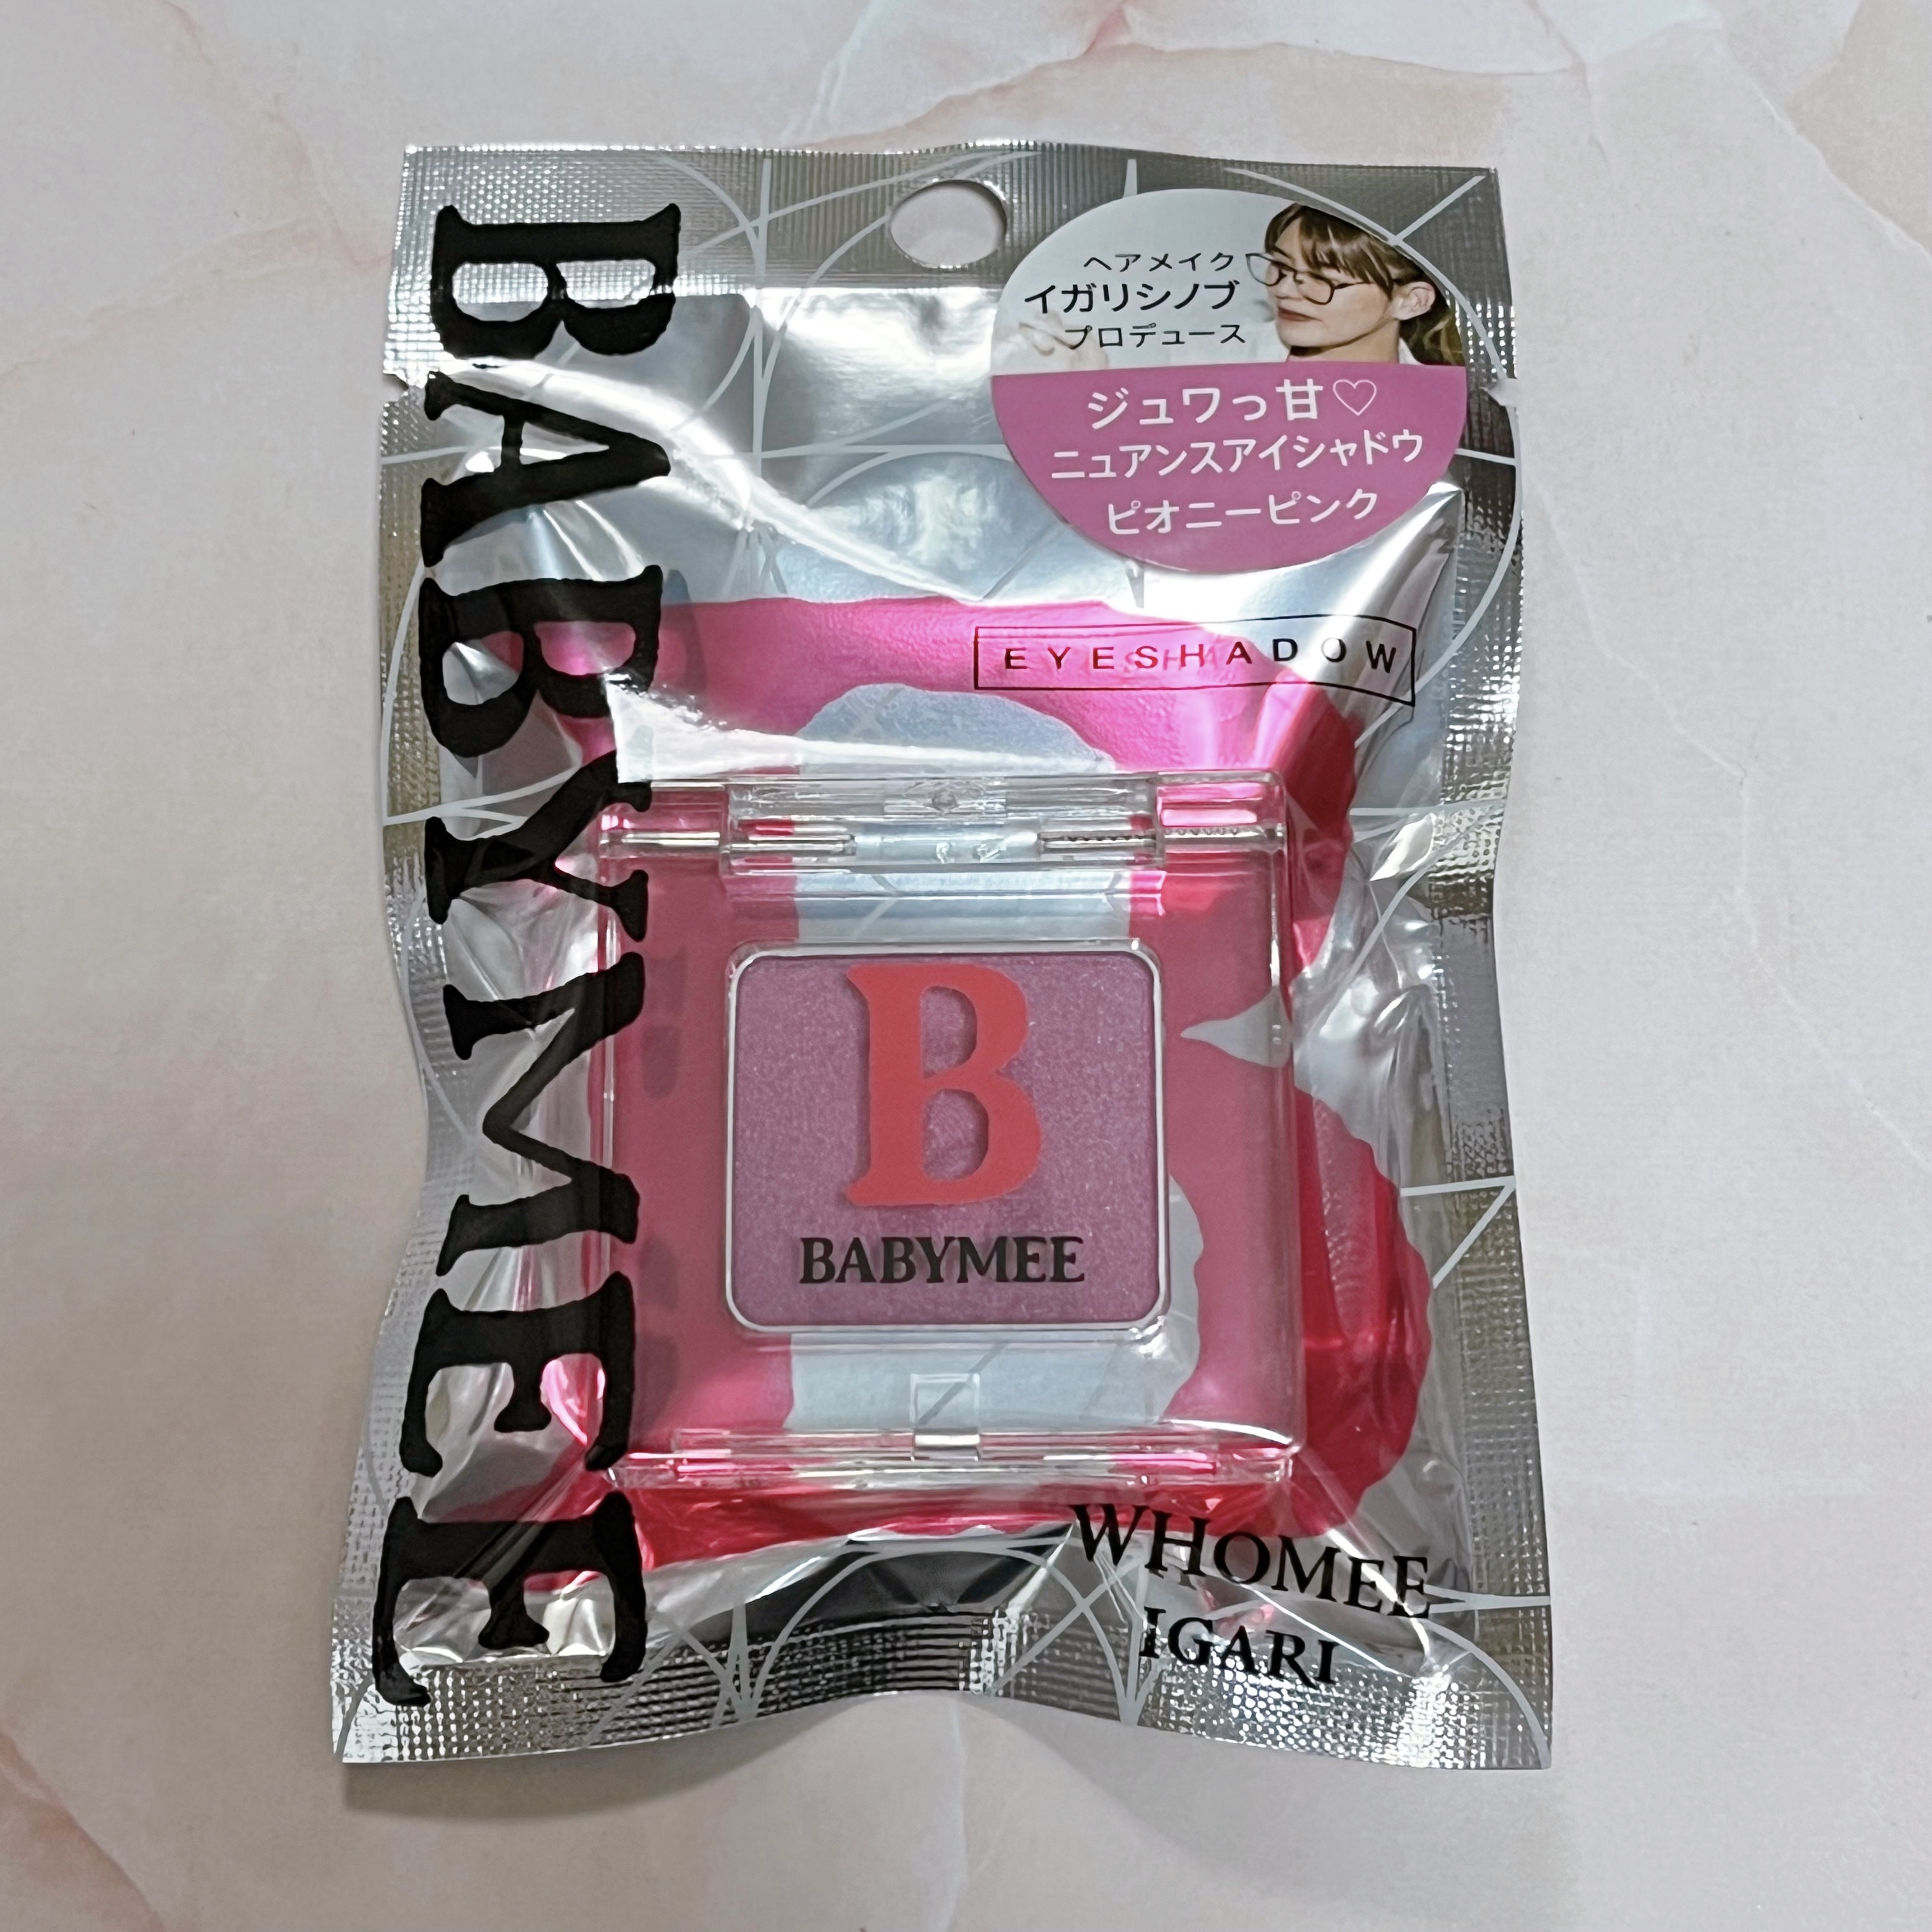 BABYMEE
ヘアメイク
イガリシノブ
プロデュース
ジュワっ甘♡
ニュアンスアイシャドウ
ピオニーピンク
EYESHADOW
B
BABYMEE
WHOMEE
IGARI